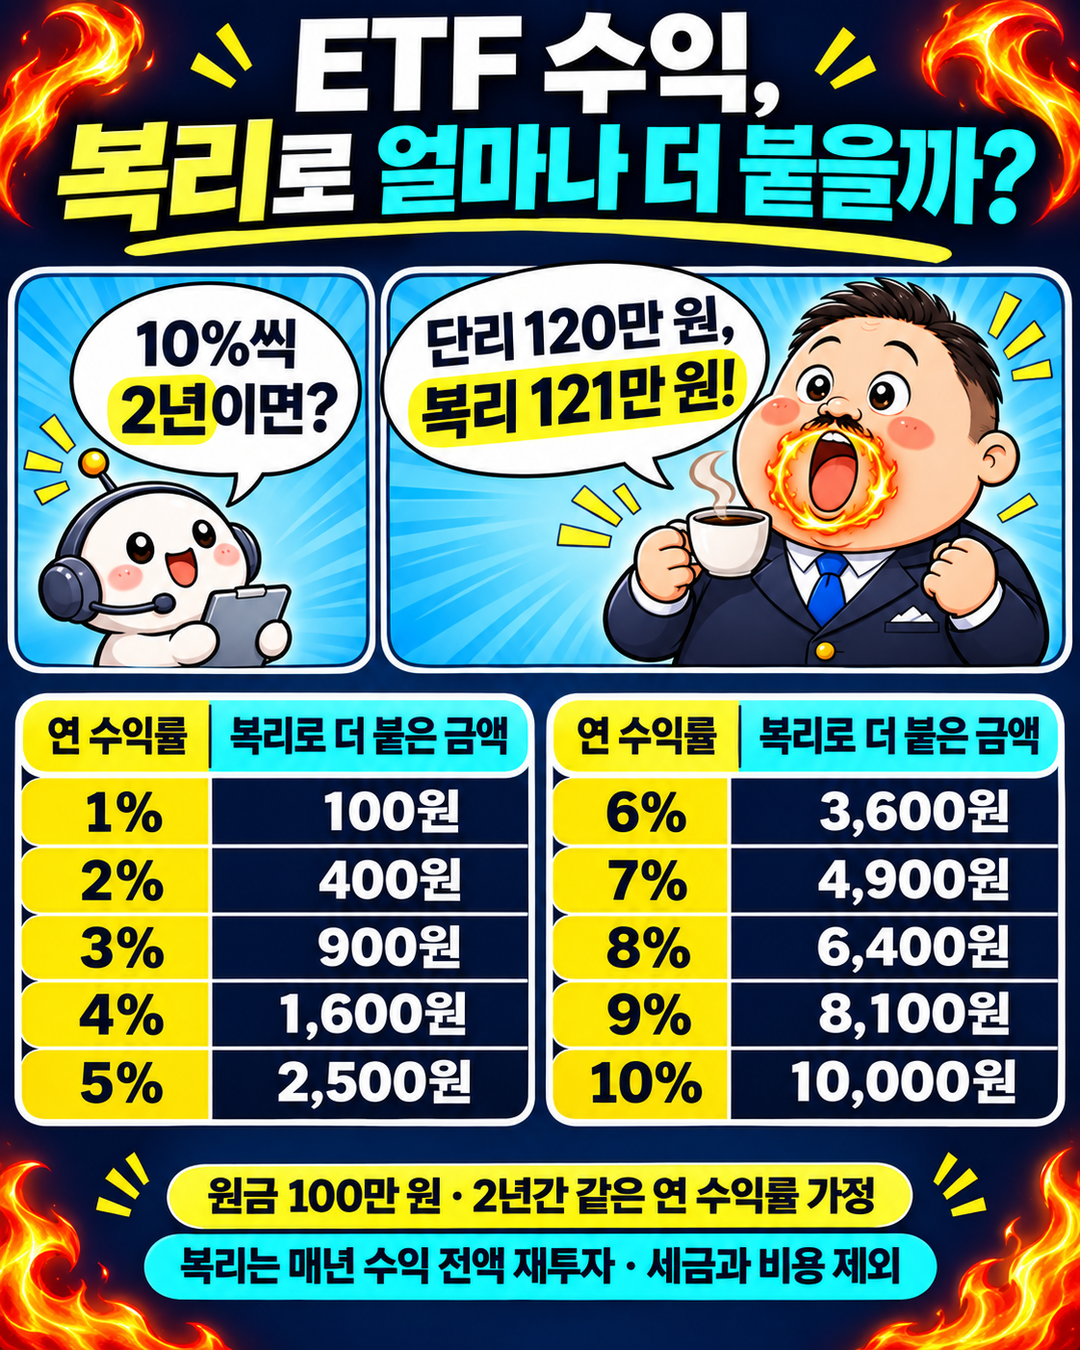 ETF 수익,
복리로 얼마나 더 붙을까?
10%씩
2년이면?
단리 120만 원,
복리 121만 원!
연 수익률 복리로 더 붙은 금액
1% 100원
2% 400원
3% 900원
4% 1,600원
5% 2,500원
연 수익률 복리로 더 붙은 금액
6% 3,600원
7% 4,900원
8% 6,400원
9% 8,100원
10% 10,000원
원금 100만 원 · 2년간 같은 연 수익률 가정
복리는 매년 수익 전액 재투자 · 세금과 비용 제외